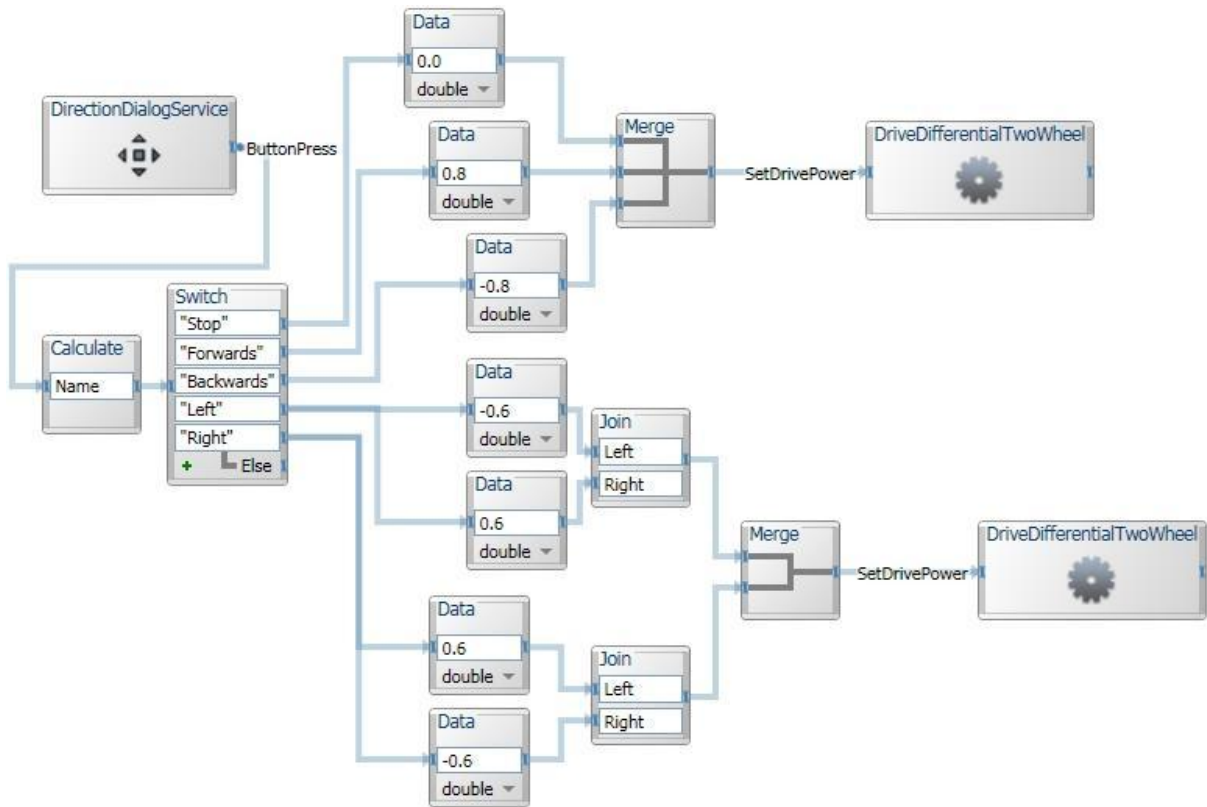 Data
0.0
double
DirectionDialogService
ButtonPress
Data
0.8
double
Merge
SetDrivePower
DriveDifferentialTwoWheel
Data
-0.8
double
Calculate
Name
Switch
"Stop"
"Forwards"
"Backwards"
"Left"
"Right"
+ Else
Data
-0.6
double
Data
0.6
double
Join
Left
Right
Merge
SetDrivePower
DriveDifferentialTwoWheel
Data
0.6
double
Data
-0.6
double
Join
Left
Right